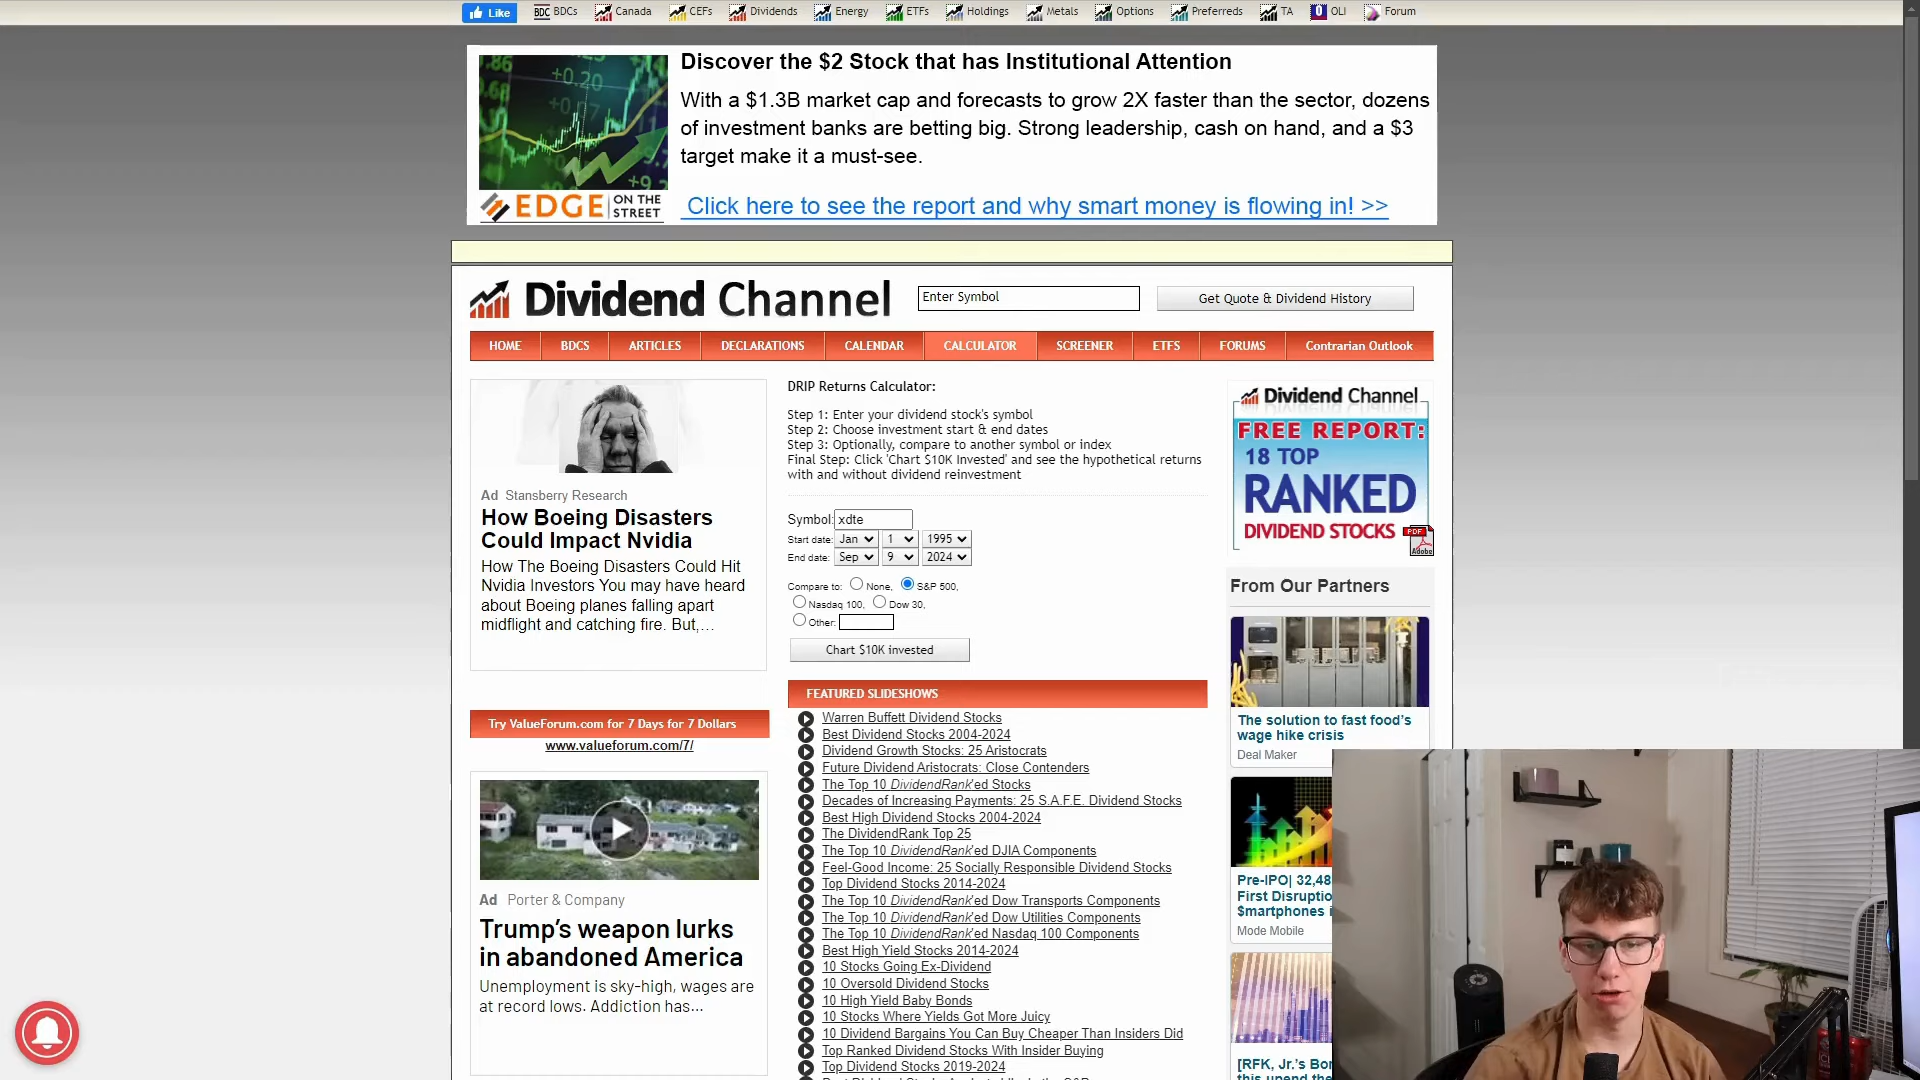 Like
BDC BDCs
Canada
CEFs
Dividends
Energy
ETFs
Holdings
Metals
Options
Preferreds
TA
OLI
Forum
+0.20
Discover the $2 Stock that has Institutional Attention
With a $1.3B market cap and forecasts to grow 2X faster than the sector, dozens
of investment banks are betting big. Strong leadership, cash on hand, and a $3
target make it a must-see.
EDGE ON THE STREET
Click here to see the report and why smart money is flowing in! >>
Dividend Channel
Enter Symbol
Get Quote & Dividend History
HOME BDCS ARTICLES DECLARATIONS CALENDAR CALCULATOR SCREENER ETFS FORUMS Contrarian Outlook
Ad Stansberry Research
How Boeing Disasters
Could Impact Nvidia
How The Boeing Disasters Could Hit
Nvidia Investors You may have heard
about Boeing planes falling apart
midflight and catching fire. But,...
Try ValueForum.com for 7 Days for 7 Dollars
www.valueforum.com/7/
Ad Porter & Company
Trump's weapon lurks
in abandoned America
Unemployment is sky-high, wages are
at record lows. Addiction has...
DRIP Returns Calculator:
Step 1: Enter your dividend stock's symbol
Step 2: Choose investment start & end dates
Step 3: Optionally, compare to another symbol or index
Final Step: Click 'Chart $10K Invested' and see the hypothetical returns
with and without dividend reinvestment
Symbol: xdte
Start date: Jan 1 1995
End date: Sep 9 2024
Compare to: None, S&P 500,
Nasdaq 100, Dow 30,
Other:
Chart $10K invested
FEATURED SLIDESHOWS
Warren Buffett Dividend Stocks
Best Dividend Stocks 2004-2024
Dividend Growth Stocks: 25 Aristocrats
Future Dividend Aristocrats: Close Contenders
The Top 10 DividendRank'ed Stocks
Decades of Increasing Payments: 25 S.A.F.E. Dividend Stocks
Best High Dividend Stocks 2004-2024
The DividendRank Top 25
The Top 10 DividendRank'ed DJIA Components
Feel-Good Income: 25 Socially Responsible Dividend Stocks
Top Dividend Stocks 2014-2024
The Top 10 DividendRank'ed Dow Transports Components
The Top 10 DividendRank'ed Dow Utilities Components
The Top 10 DividendRank'ed Nasdaq 100 Components
Best High Yield Stocks 2014-2024
10 Stocks Going Ex-Dividend
10 Oversold Dividend Stocks
10 High Yield Baby Bonds
10 Stocks Where Yields Got More Juicy
10 Dividend Bargains You Can Buy Cheaper Than Insiders Did
Top Ranked Dividend Stocks With Insider Buying
Top Dividend Stocks 2019-2024
Dividend Channel
FREE REPORT:
18 TOP
RANKED
DIVIDEND STOCKS
PDF
Adobe
From Our Partners
The solution to fast food's
wage hike crisis
Deal Maker
Pre-IPO| 32,48
First Disruptio
$martphones i
Mode Mobile
[RFK, Jr.'s Bor
this upend the